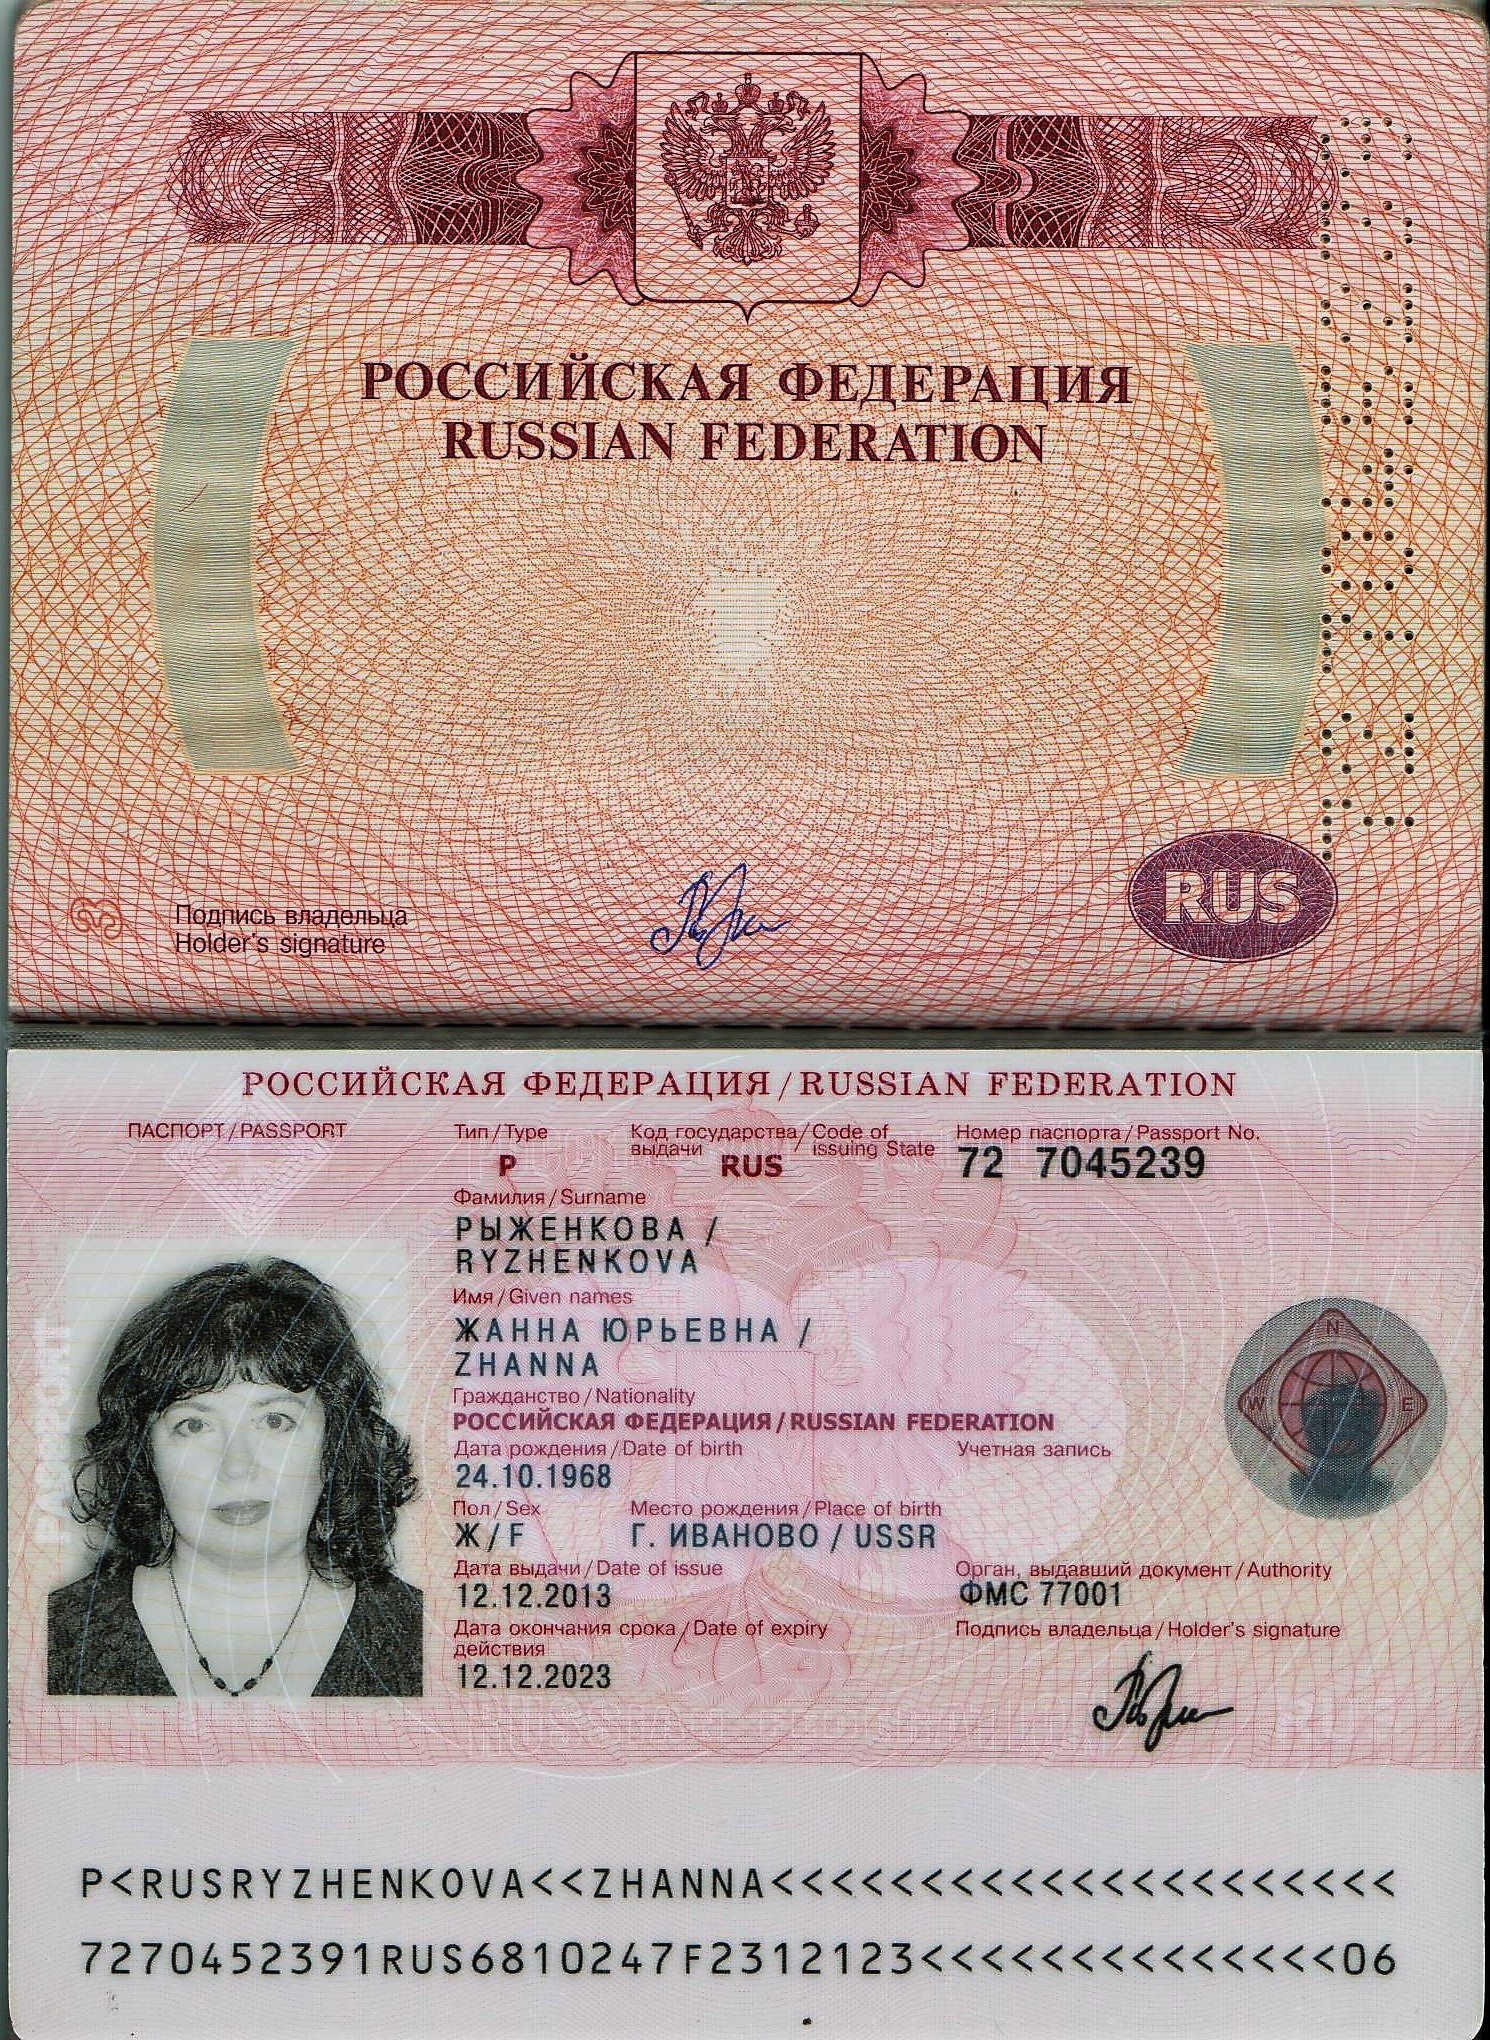 РОССИЙСКАЯ ФЕДЕРАЦИЯ
RUSSIAN FEDERATION
Подпись владельца
Holder's signature
RUS
РОССИЙСКАЯ ФЕДЕРАЦИЯ / RUSSIAN FEDERATION
ПАСПОРТ / PASSPORT
Тип / Type
P
Код государства / Code of
выдачи issuing State
RUS
Номер паспорта / Passport No.
72 7045239
Фамилия / Surname
РЫЖЕНКОВА /
RYZHENKOVA
Имя / Given names
ЖАННА ЮРЬЕВНА /
ZHANNA
Гражданство / Nationality
РОССИЙСКАЯ ФЕДЕРАЦИЯ / RUSSIAN FEDERATION
Дата рождения / Date of birth
Учетная запись
24.10.1968
Пол / Sex
Место рождения / Place of birth
Ж / F
Г. ИВАНОВО / USSR
Дата выдачи / Date of issue
Орган, выдавший документ / Authority
12.12.2013
ФМС 77001
Дата окончания срока / Date of expiry
действия
Подпись владельца / Holder's signature
12.12.2023
N
W
E
PASSPORT
P<RUSRYZHENKOVA<<ZHANNA<<<<<<<<<<<<<<<<<<<<<
7270452391RUS6810247F2312123<<<<<<<<<<<<<<06